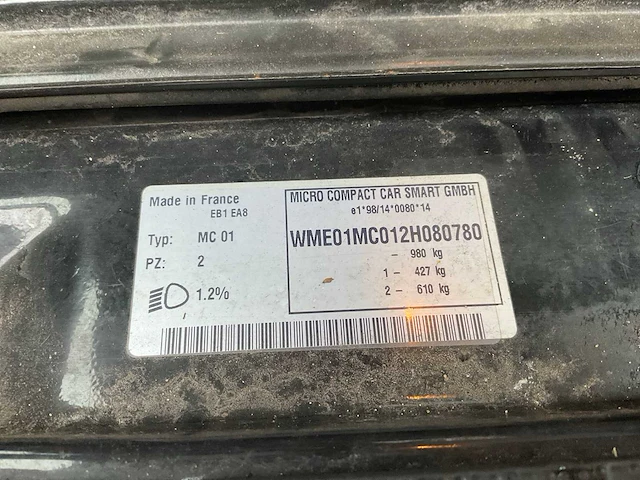 Made in France
EB1 EA8
Typ: MC 01
PZ: 2
1.2%
MICRO COMPACT CAR SMART GMBH
e1*98/14*0080*14
WME01MC012H080780
– 980 kg
1 – 427 kg
2 – 610 kg